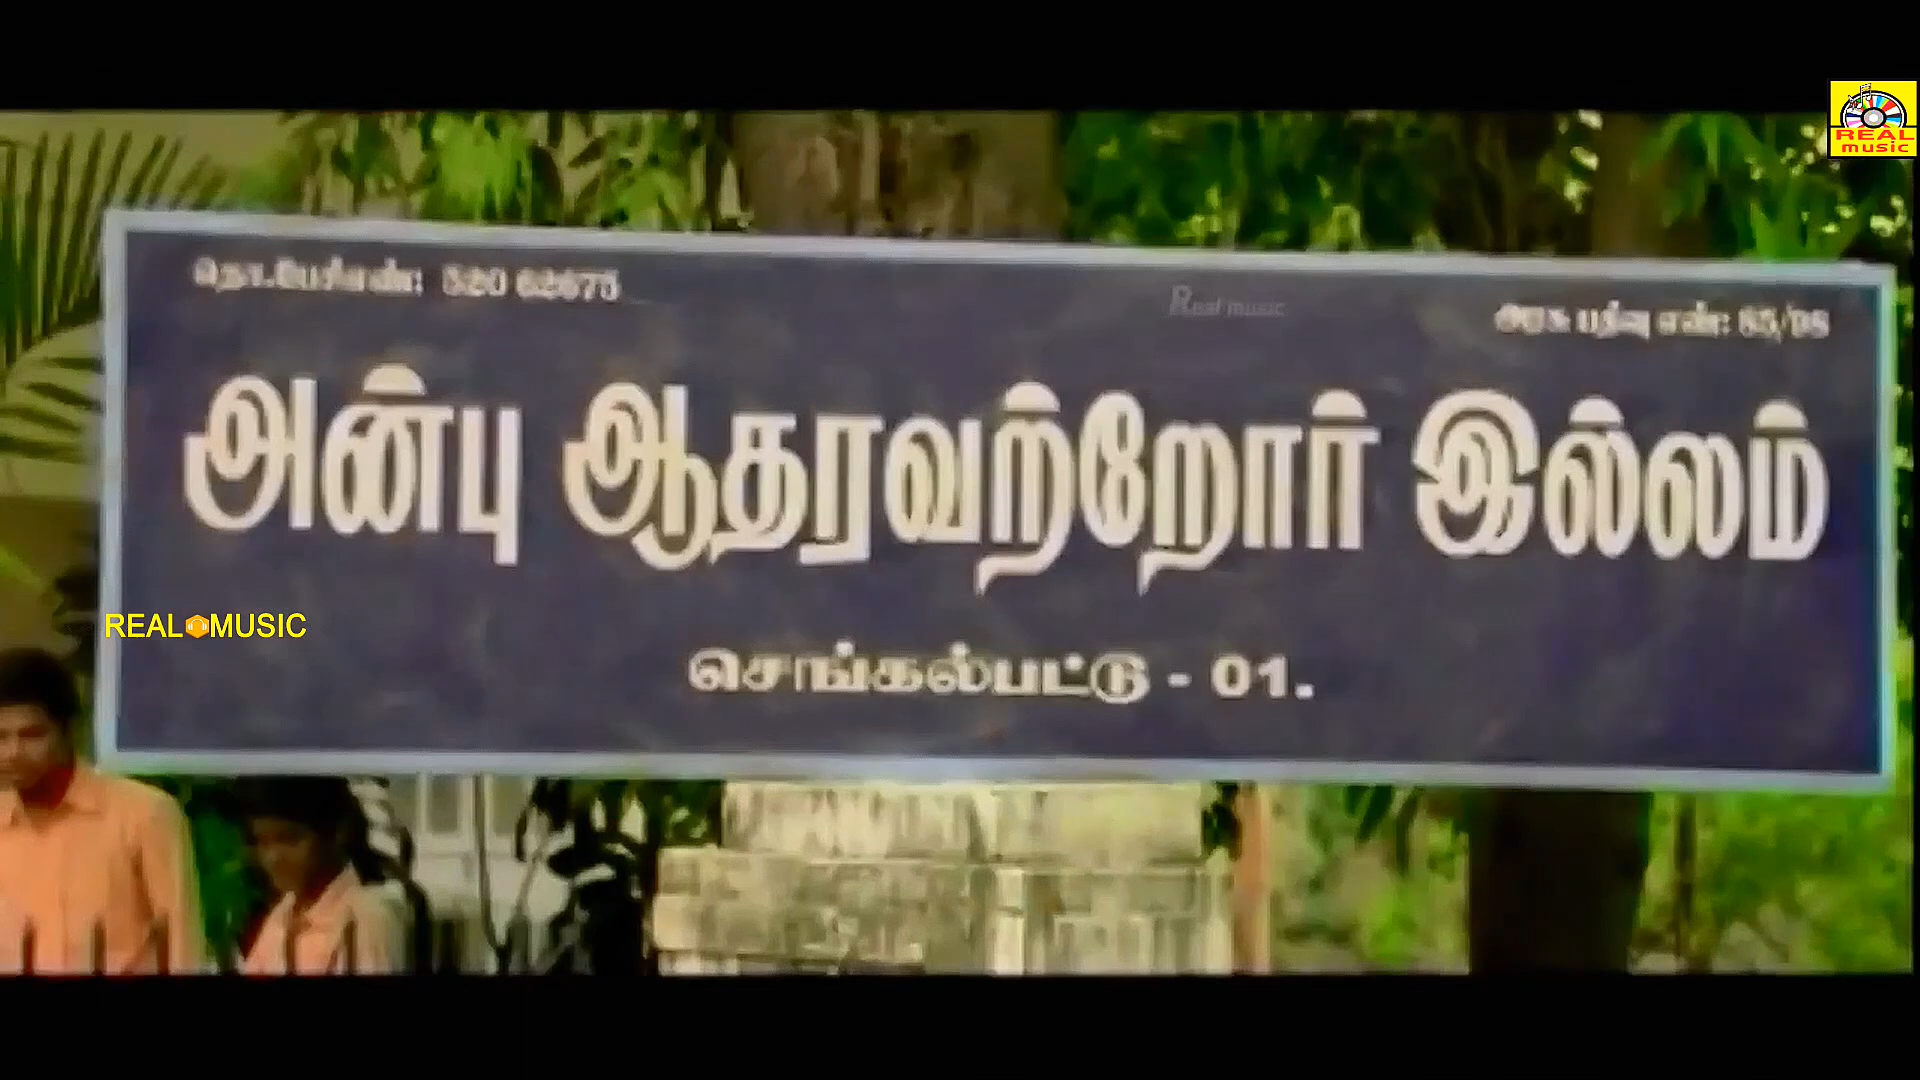 REAL
music
தொ.பேசிஎண்: 520 62675
Real music
அரசு பதிவு எண்: 85/98
அன்பு ஆதரவற்றோர் இல்லம்
REAL MUSIC
செங்கல்பட்டு - 01.